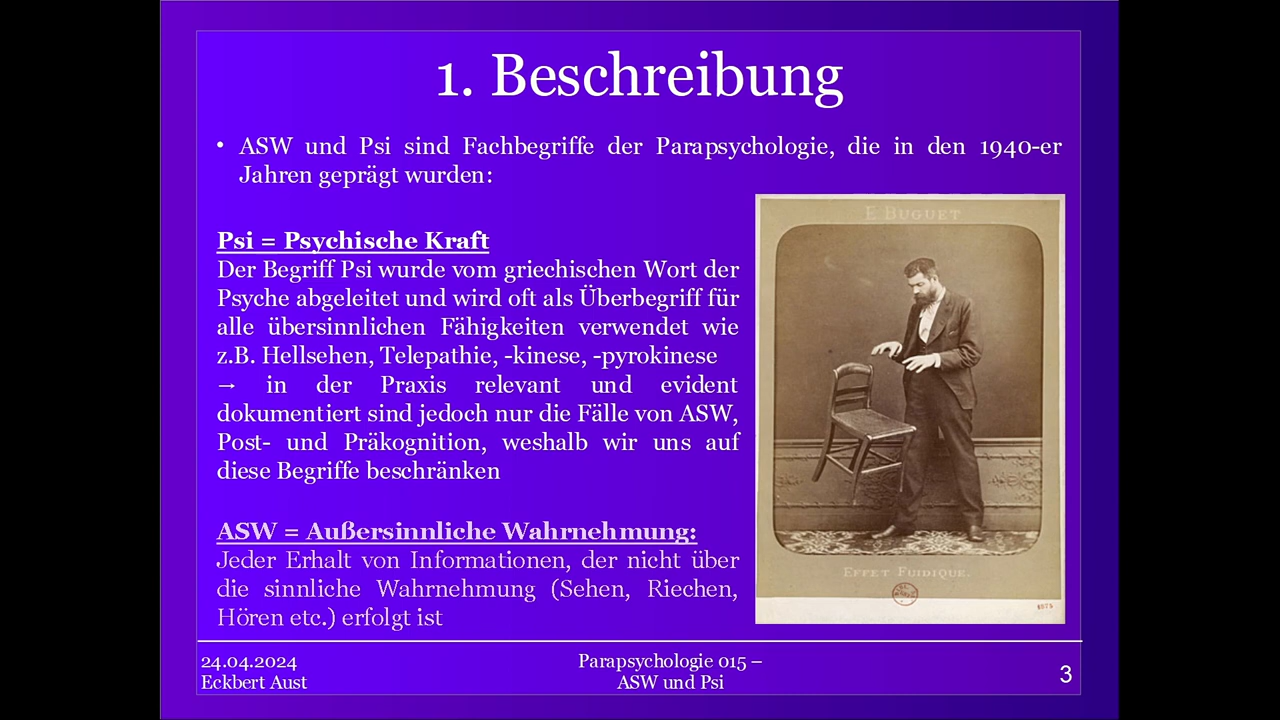 1. Beschreibung
• ASW und Psi sind Fachbegriffe der Parapsychologie, die in den 1940-er
Jahren geprägt wurden:
Psi = Psychische Kraft
Der Begriff Psi wurde vom griechischen Wort der
Psyche abgeleitet und wird oft als Überbegriff für
alle übersinnlichen Fähigkeiten verwendet wie
z.B. Hellsehen, Telepathie, -kinese, -pyrokinese
→ in der Praxis relevant und evident
dokumentiert sind jedoch nur die Fälle von ASW,
Post- und Präkognition, weshalb wir uns auf
diese Begriffe beschränken
ASW = Außersinnliche Wahrnehmung:
Jeder Erhalt von Informationen, der nicht über
die sinnliche Wahrnehmung (Sehen, Riechen,
Hören etc.) erfolgt ist
E. BUGUET
EFFET FUIDIQUE.
1875
24.04.2024
Eckbert Aust
Parapsychologie 015 –
ASW und Psi
3